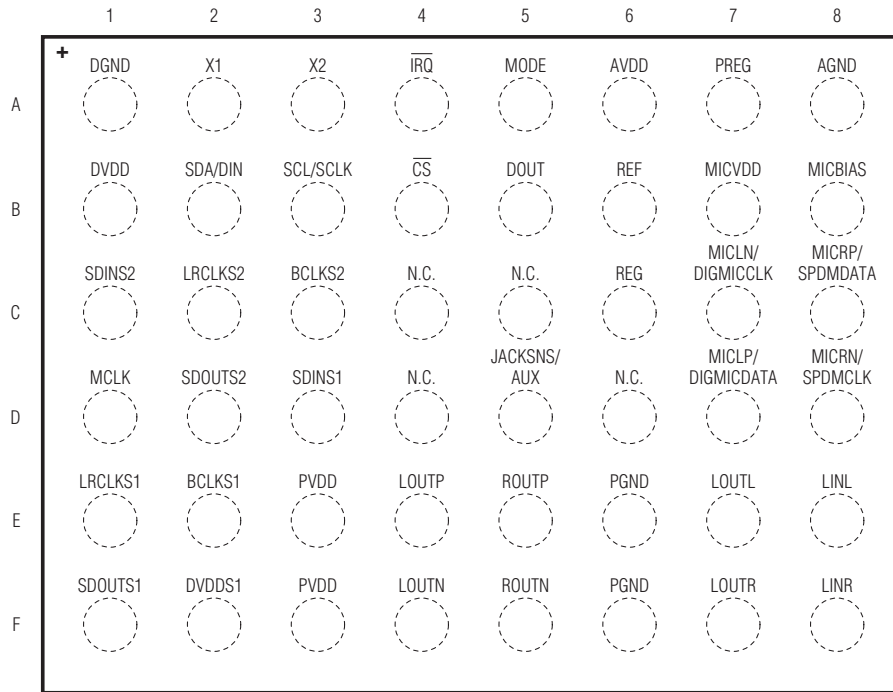 1 2 3 4 5 6 7 8
+
A DGND X1 X2 IRQ MODE AVDD PREG AGND
B DVDD SDA/DIN SCL/SCLK CS DOUT REF MICVDD MICBIAS
MICLN/ MICRP/
C SDINS2 LRCLKS2 BCLKS2 N.C. N.C. REG DIGMICCLK SPDMDATA
JACKSNS/ MICLP/ MICRN/
D MCLK SDOUTS2 SDINS1 N.C. AUX N.C. DIGMICDATA SPDMCLK
E LRCLKS1 BCLKS1 PVDD LOUTP ROUTP PGND LOUTL LINL
F SDOUTS1 DVDDS1 PVDD LOUTN ROUTN PGND LOUTR LINR